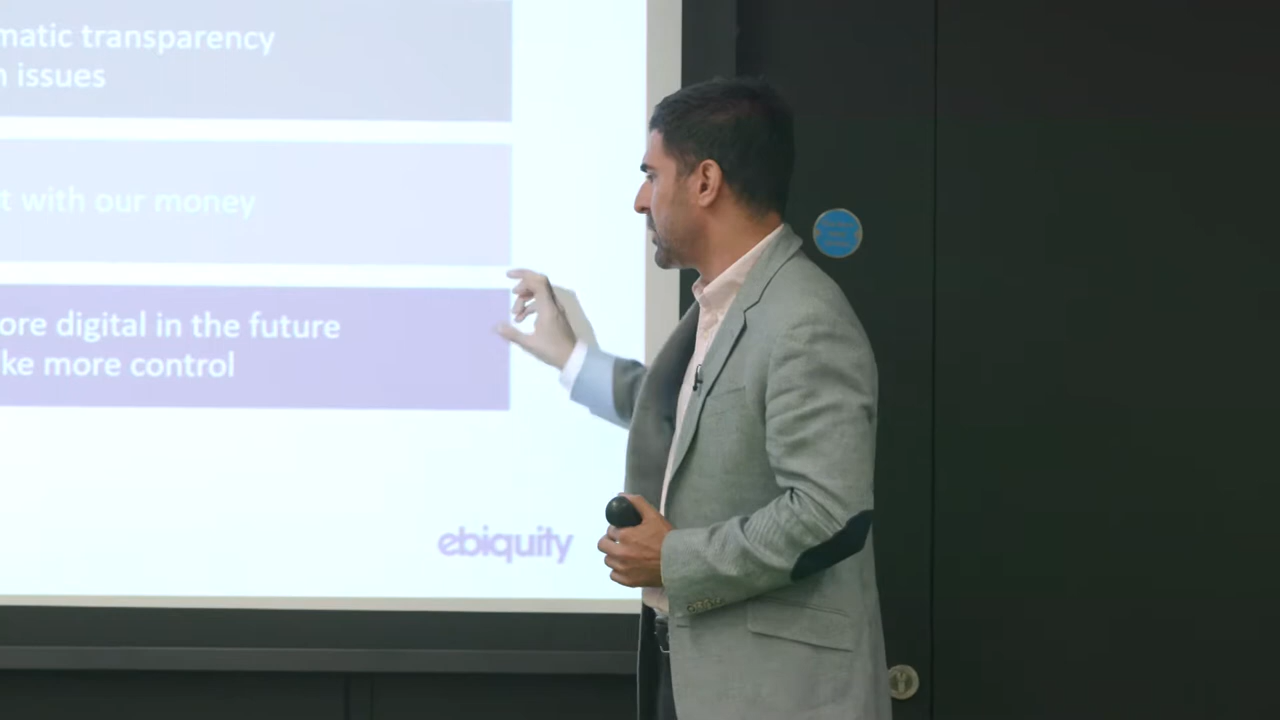 matic transparency
issues
t with our money
ore digital in the future
ke more control
ebiquity